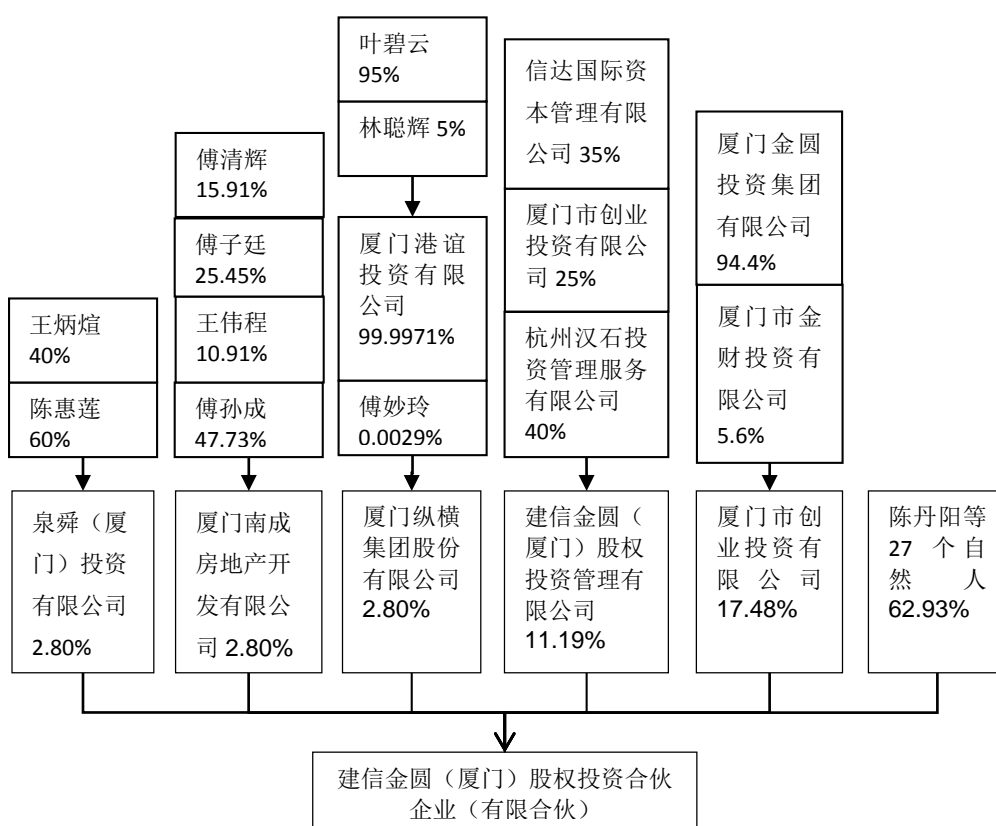 叶碧云
95%
林聪辉 5%
信达国际资
本管理有限
公司 35%
傅清辉
15.91%
厦门金圆
投资集团
有限公司
94.4%
傅子廷
25.45%
厦门港谊
投资有限
公司
99.9971%
厦门市创业
投资有限公
司 25%
王炳煊
40%
王伟程
10.91%
杭州汉石投
资管理服务
有限公司
40%
厦门市金
财投资有
限公司
5.6%
陈惠莲
60%
傅孙成
47.73%
傅妙玲
0.0029%
泉舜（厦
门）投资
有限公司
2.80%
厦门南成
房地产开
发有限公
司 2.80%
厦门纵横
集团股份
有限公司
2.80%
建信金圆（
厦门）股权
投资管理有
限公司
11.19%
厦门市创
业投资有
限公司
17.48%
陈丹阳等
27 个自
然人
62.93%
建信金圆（厦门）股权投资合伙
企业（有限合伙）